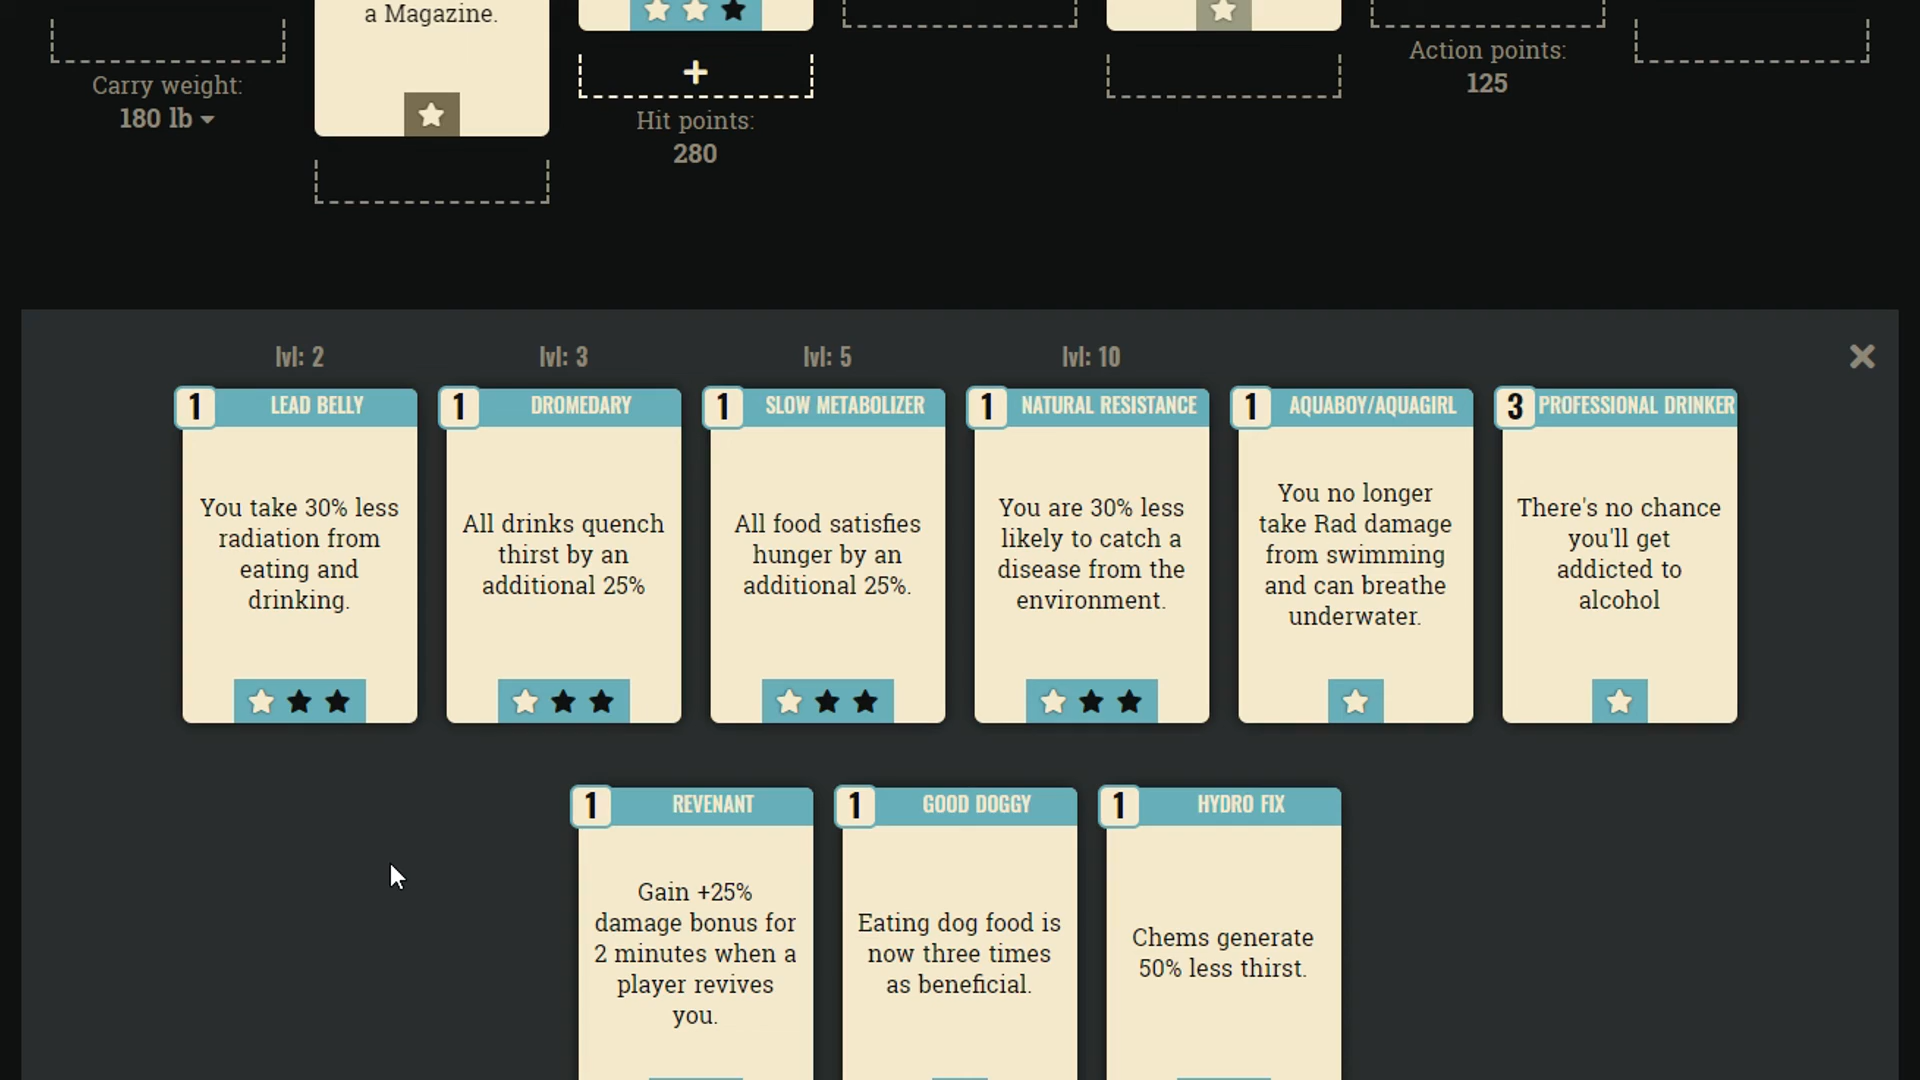 a Magazine.
Carry weight:
180 lb
Hit points:
280
Action points:
125
lvl: 2
lvl: 3
lvl: 5
lvl: 10
1 LEAD BELLY
You take 30% less
radiation from
eating and
drinking.
1 DROMEDARY
All drinks quench
thirst by an
additional 25%
1 SLOW METABOLIZER
All food satisfies
hunger by an
additional 25%.
1 NATURAL RESISTANCE
You are 30% less
likely to catch a
disease from the
environment.
1 AQUABOY/AQUAGIRL
You no longer
take Rad damage
from swimming
and can breathe
underwater.
3 PROFESSIONAL DRINKER
There's no chance
you'll get
addicted to
alcohol
1 REVENANT
Gain +25%
damage bonus for
2 minutes when a
player revives
you.
1 GOOD DOGGY
Eating dog food is
now three times
as beneficial.
1 HYDRO FIX
Chems generate
50% less thirst.